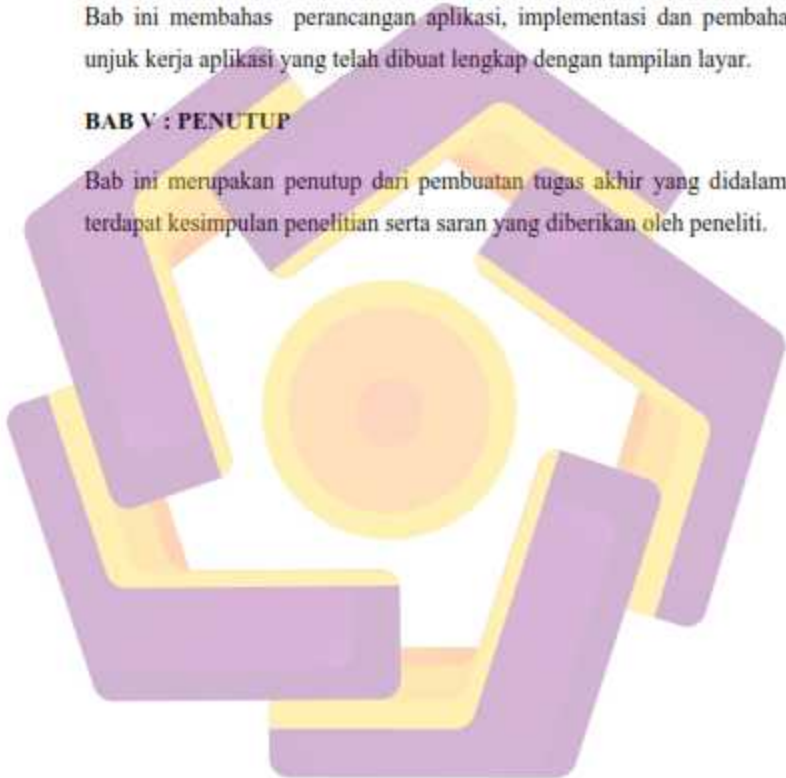 Bab ini membahas perancangan aplikasi, implementasi dan pembaha
unjuk kerja aplikasi yang telah dibuat lengkap dengan tampilan layar.
BAB V : PENUTUP
Bab ini merupakan penutup dari pembuatan tugas akhir yang didalam
terdapat kesimpulan penelitian serta saran yang diberikan oleh peneliti.